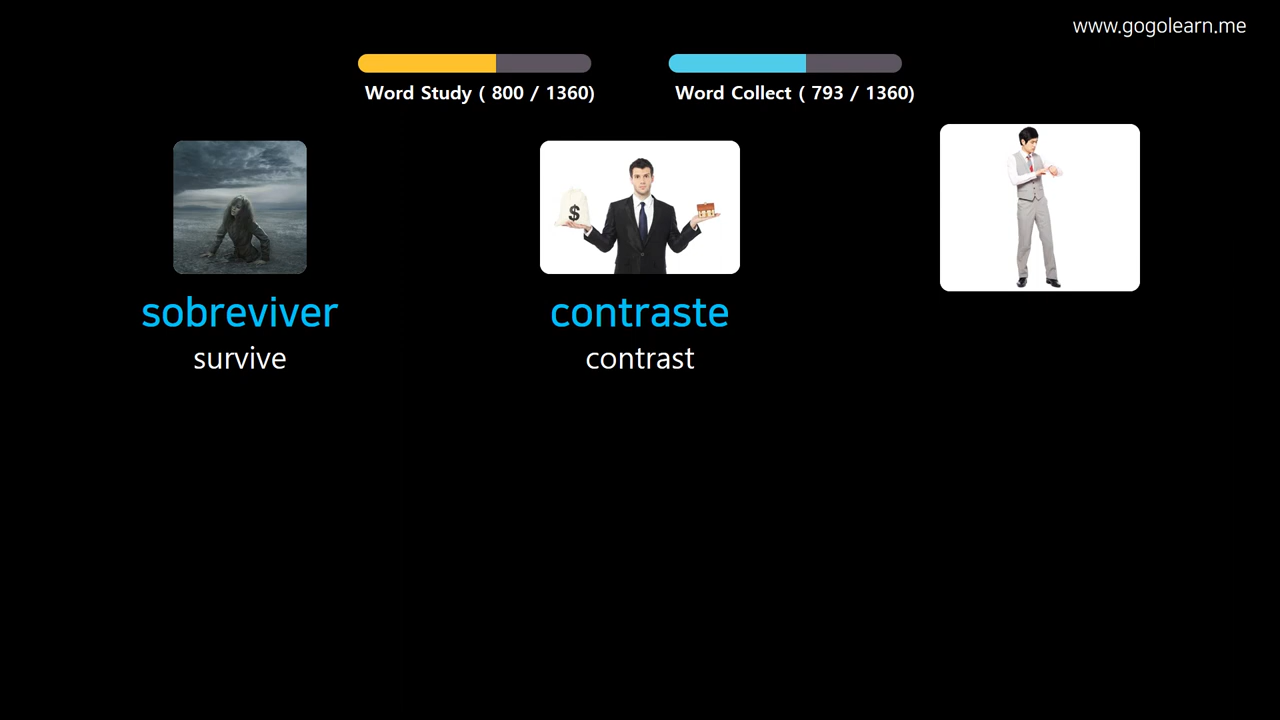 www.gogolearn.me
Word Study ( 800 / 1360)
Word Collect ( 793 / 1360)
$
sobreviver
survive
contraste
contrast